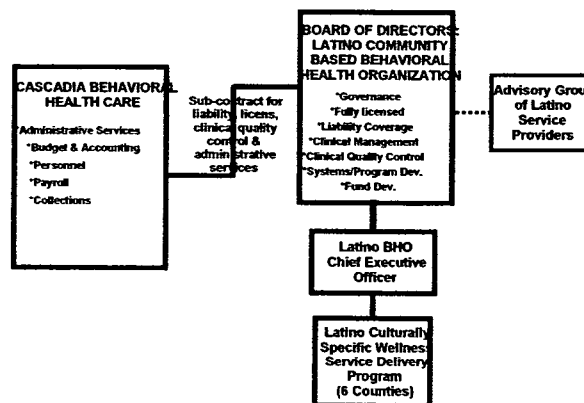 CASCADIA BEHAVIORAL
HEALTH CARE
*Administrative Services
*Budget & Accounting
*Personnel
*Payroll
*Collections
Sub-contract for
liability, licens,
clinical quality
control &
administrative
services
BOARD OF DIRECTORS:
LATINO COMMUNITY
BASED BEHAVIORAL
HEALTH ORGANIZATION
*Governance
*Fully licensed
*Liability Coverage
*Clinical Management
*Clinical Quality Control
*Systems/Program Dev.
*Fund Dev.
Advisory Group
of Latino
Service
Providers
Latino BHO
Chief Executive
Officer
Latino Culturally
Specific Wellness
Service Delivery
Program
(6 Counties)